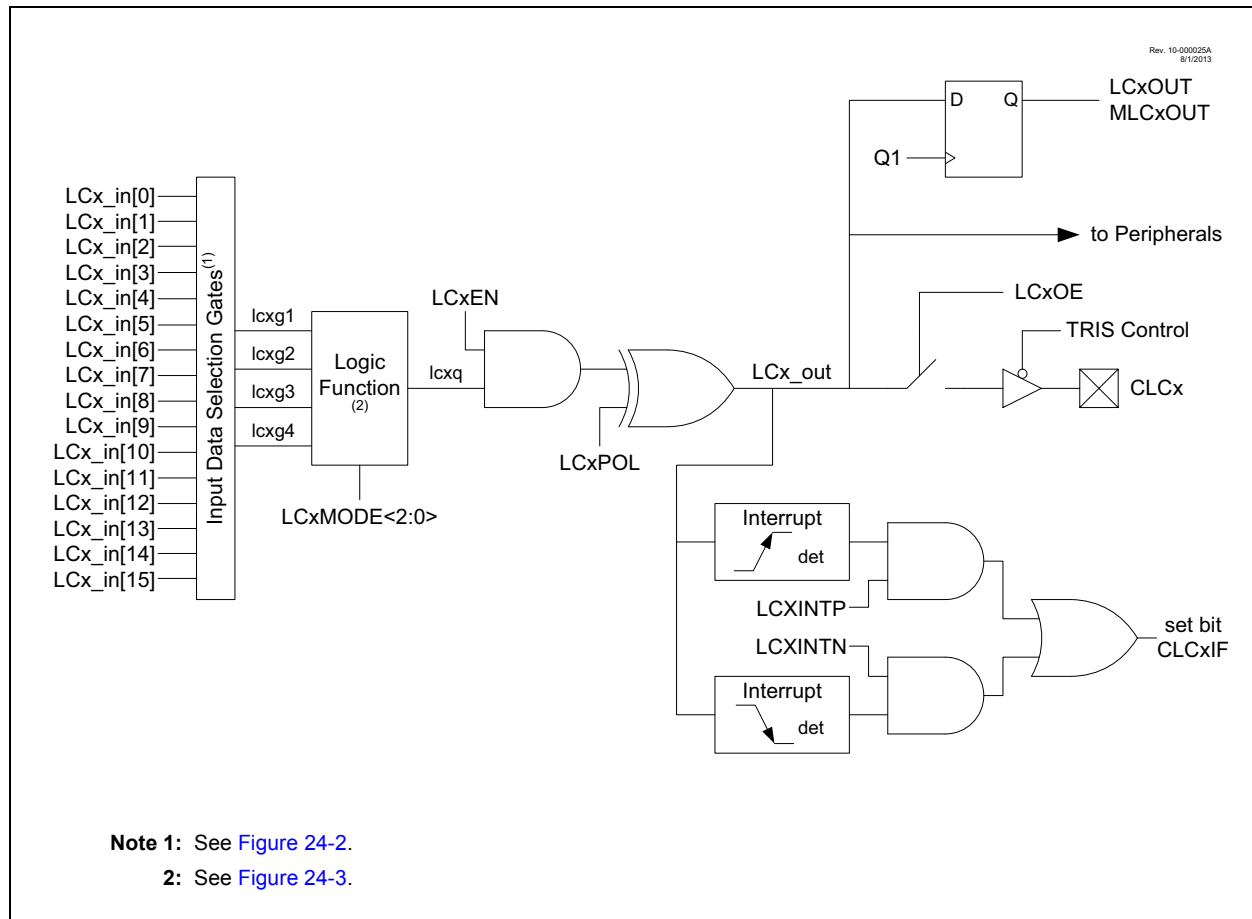 Rev. 10-000025A
8/1/2013
LCx_in[0]
LCx_in[1]
LCx_in[2]
LCx_in[3]
LCx_in[4]
LCx_in[5]
LCx_in[6]
LCx_in[7]
LCx_in[8]
LCx_in[9]
LCx_in[10]
LCx_in[11]
LCx_in[12]
LCx_in[13]
LCx_in[14]
LCx_in[15]
Input Data Selection Gates(1)
lcxg1
lcxg2
lcxg3
lcxg4
Logic
Function
(2)
LCxMODE<2:0>
lcxq
LCxEN
LCxPOL
LCx_out
D
Q
Q1
LCxOUT
MLCxOUT
to Peripherals
LCxOE
TRIS Control
CLCx
Interrupt
det
LCXINTP
LCXINTN
Interrupt
det
set bit
CLCxIF
Note 1: See Figure 24-2.
2: See Figure 24-3.